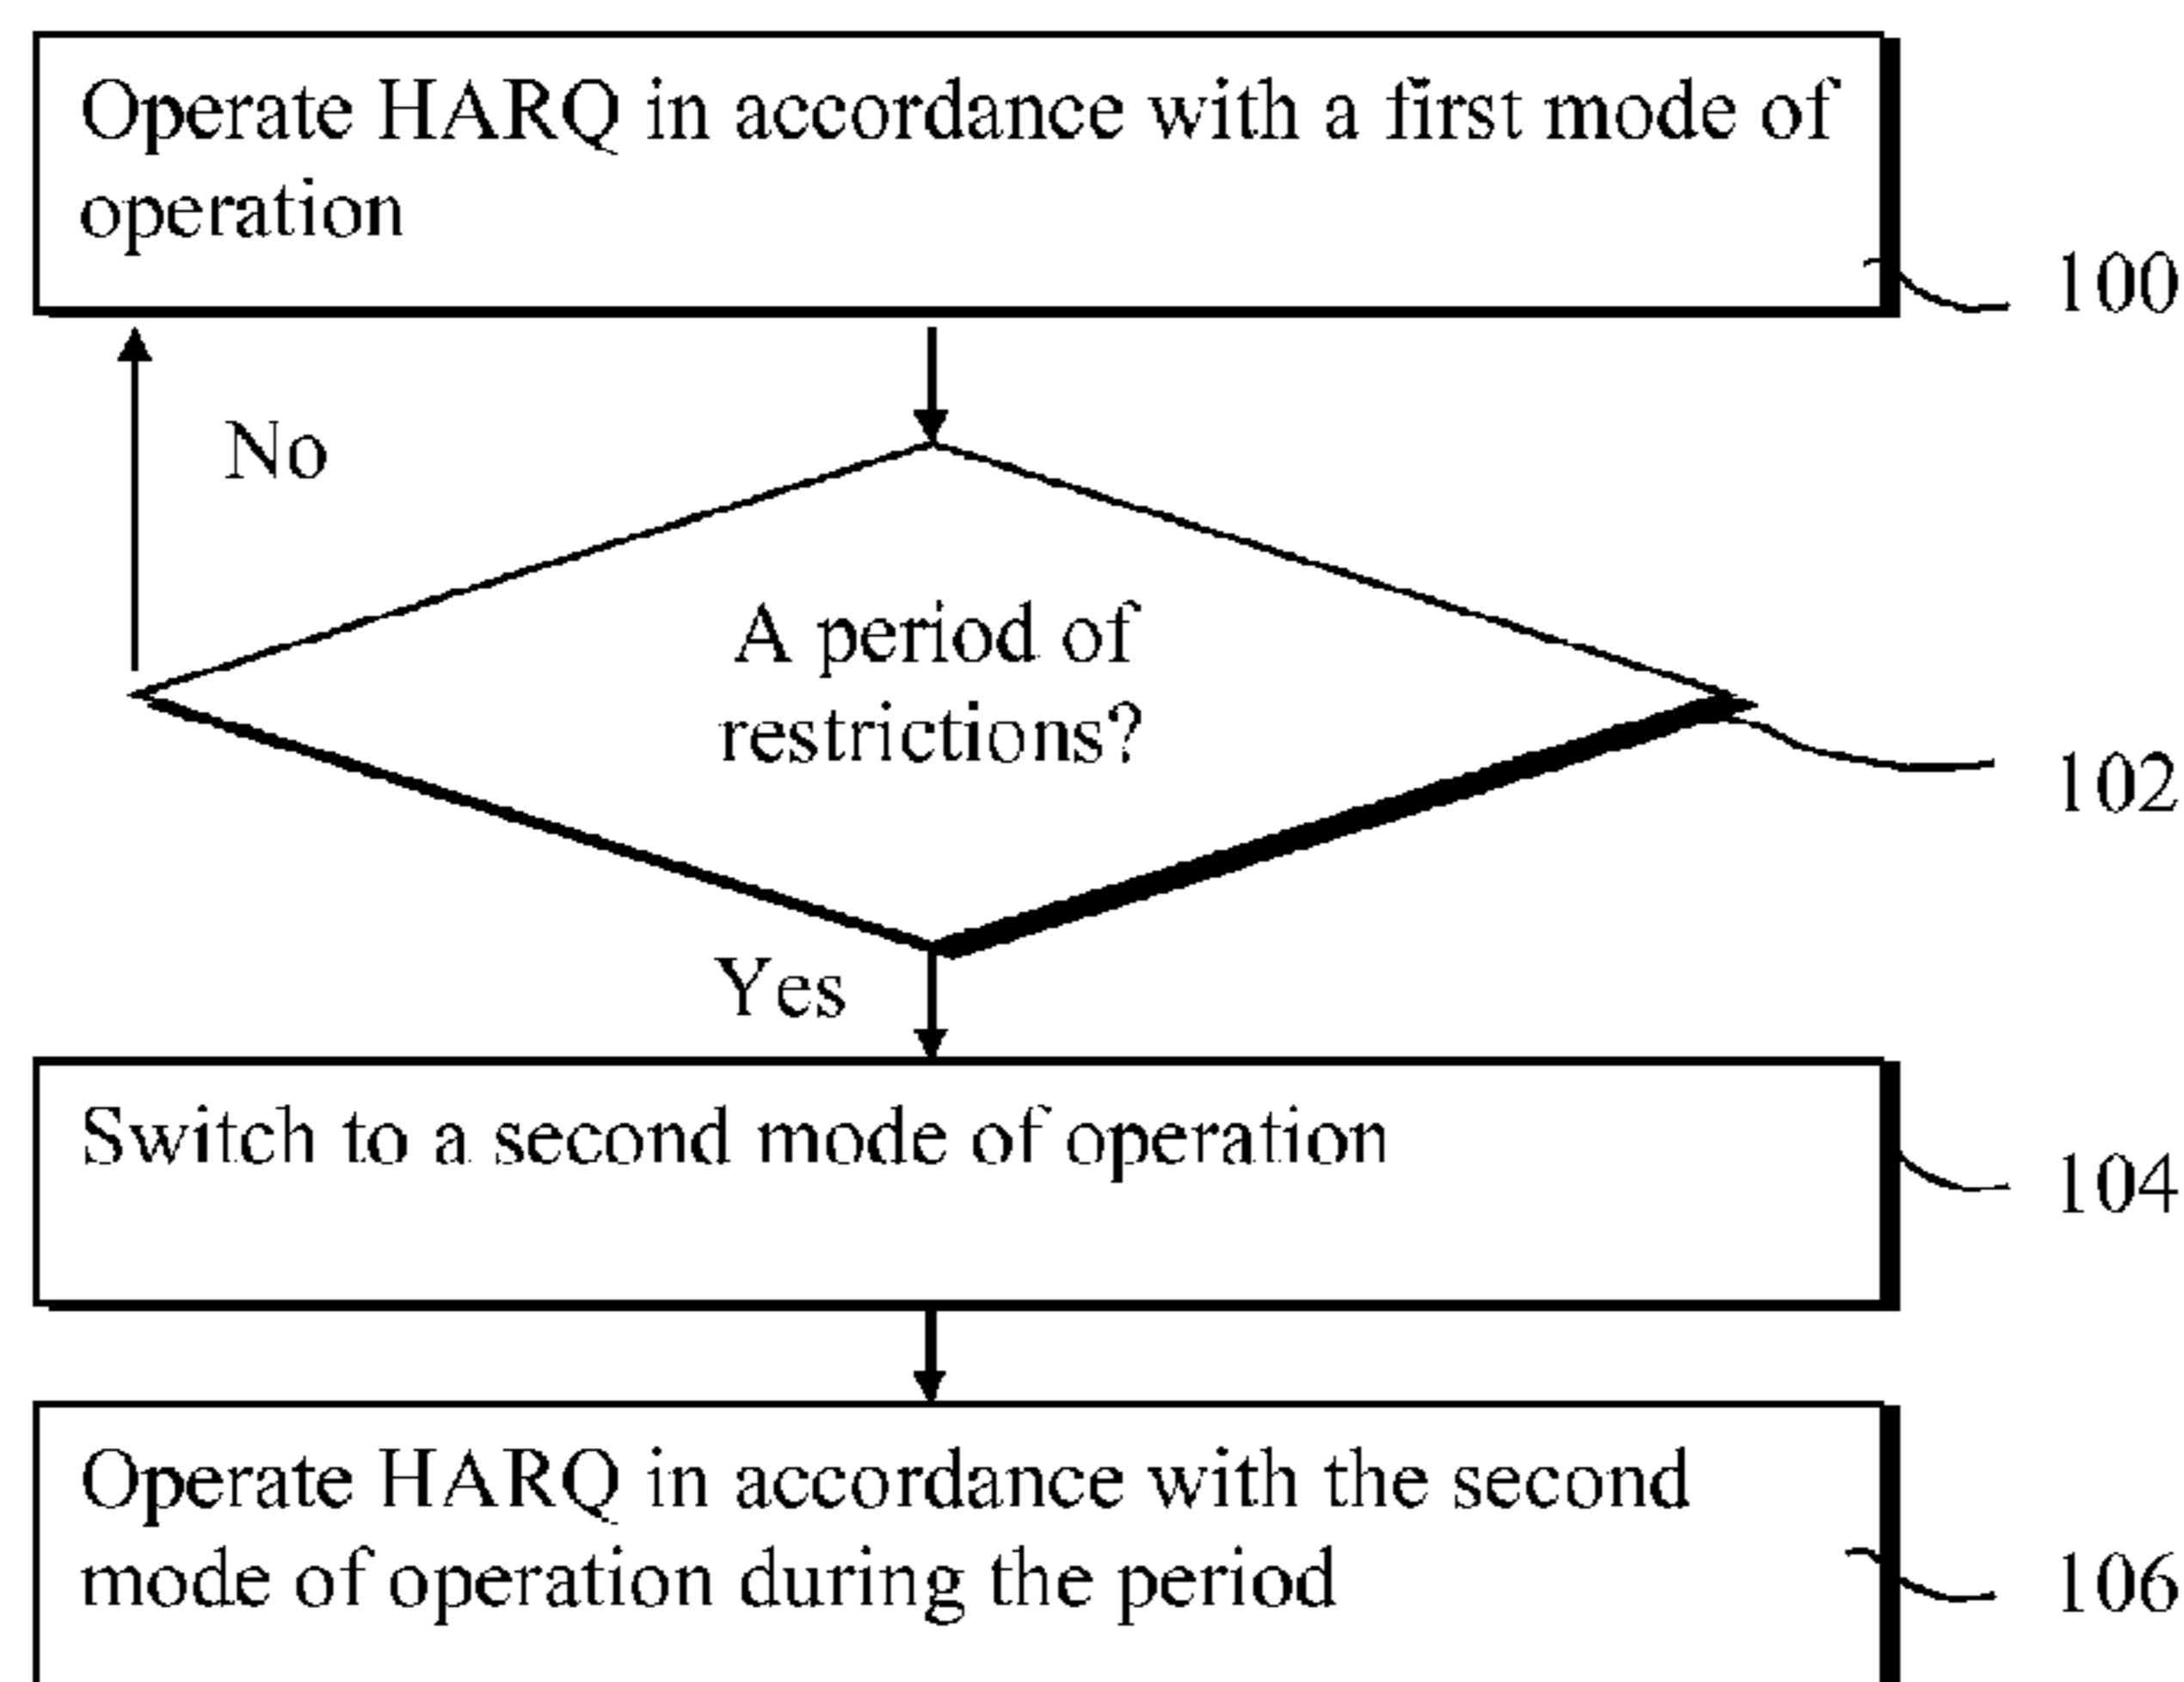 Operate HARQ in accordance with a first mode of
operation
100
No
A period of
restrictions?
102
Yes
Switch to a second mode of operation
104
Operate HARQ in accordance with the second
mode of operation during the period
106